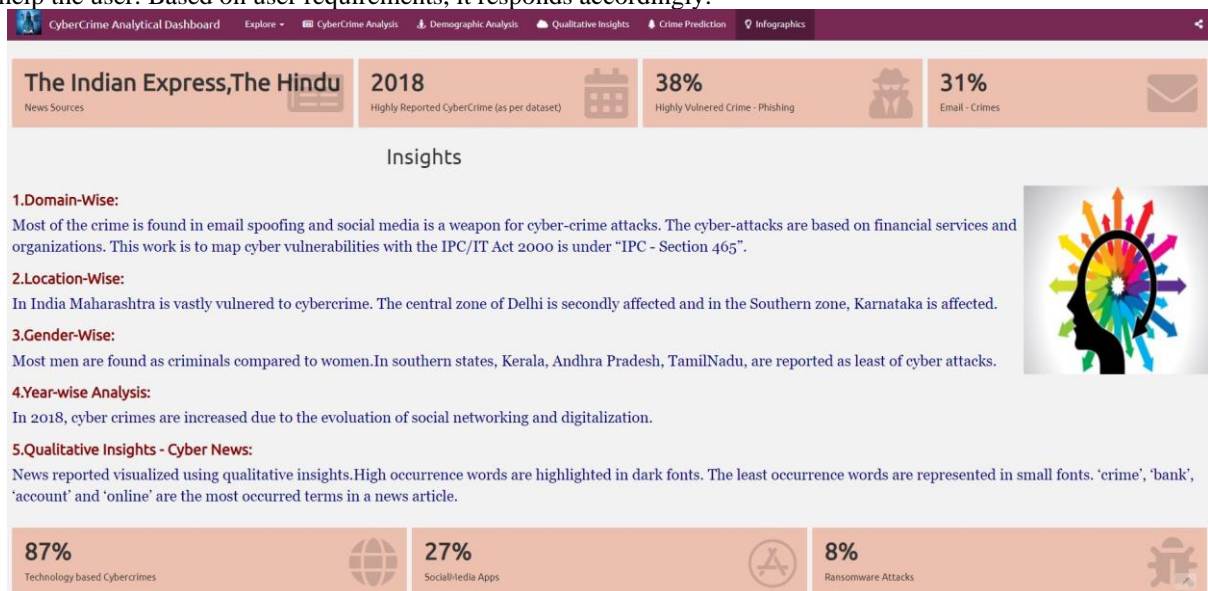 help the user. Based on user requirements, it responds accordingly.
CyberCrime Analytical Dashboard Explore CyberCrime Analysis Demographic Analysis Qualitative Insights Crime Prediction Infographics
The Indian Express,The Hindu
News Sources
2018
Highly Reported CyberCrime (as per dataset)
38%
Highly Vulnered Crime - Phishing
31%
Email - Crimes
Insights
1.Domain-Wise:
Most of the crime is found in email spoofing and social media is a weapon for cyber-crime attacks. The cyber-attacks are based on financial services and
organizations. This work is to map cyber vulnerabilities with the IPC/IT Act 2000 is under “IPC - Section 465”.
2.Location-Wise:
In India Maharashtra is vastly vulnered to cybercrime. The central zone of Delhi is secondly affected and in the Southern zone, Karnataka is affected.
3.Gender-Wise:
Most men are found as criminals compared to women.In southern states, Kerala, Andhra Pradesh, TamilNadu, are reported as least of cyber attacks.
4.Year-wise Analysis:
In 2018, cyber crimes are increased due to the evoluation of social networking and digitalization.
5.Qualitative Insights - Cyber News:
News reported visualized using qualitative insights.High occurrence words are highlighted in dark fonts. The least occurrence words are represented in small fonts. ‘crime’, ‘bank’,
‘account’ and ‘online’ are the most occurred terms in a news article.
87%
Technology based Cybercrimes
27%
SocialMedia Apps
8%
Ransomware Attacks